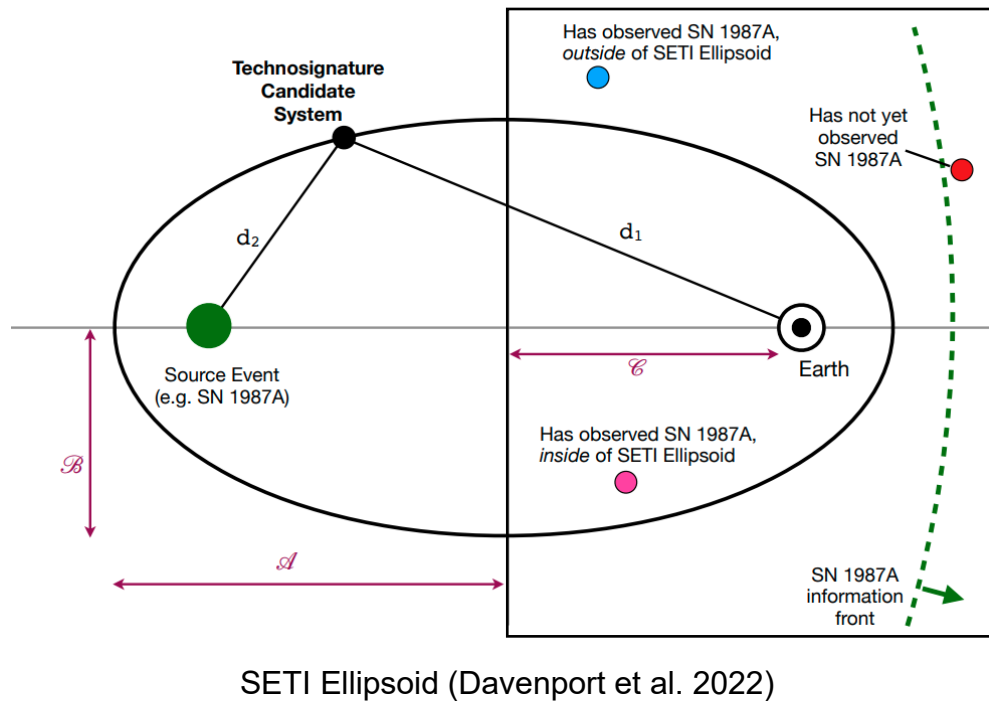 Has observed SN 1987A,
outside of SETI Ellipsoid
Technosignature
Candidate
System
Has not yet
observed
SN 1987A
d₂
d₁
Source Event
(e.g. SN 1987A)
𝒞
Earth
Has observed SN 1987A,
inside of SETI Ellipsoid
ℬ
𝒜
SN 1987A
information
front
SETI Ellipsoid (Davenport et al. 2022)